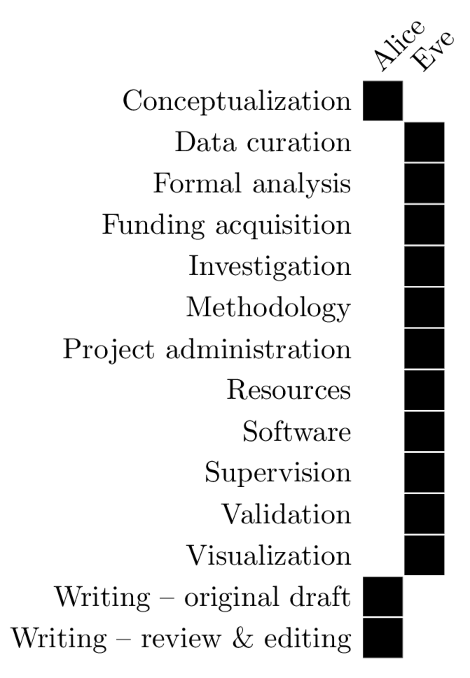 Alice
Eve
Conceptualization
Data curation
Formal analysis
Funding acquisition
Investigation
Methodology
Project administration
Resources
Software
Supervision
Validation
Visualization
Writing – original draft
Writing – review & editing